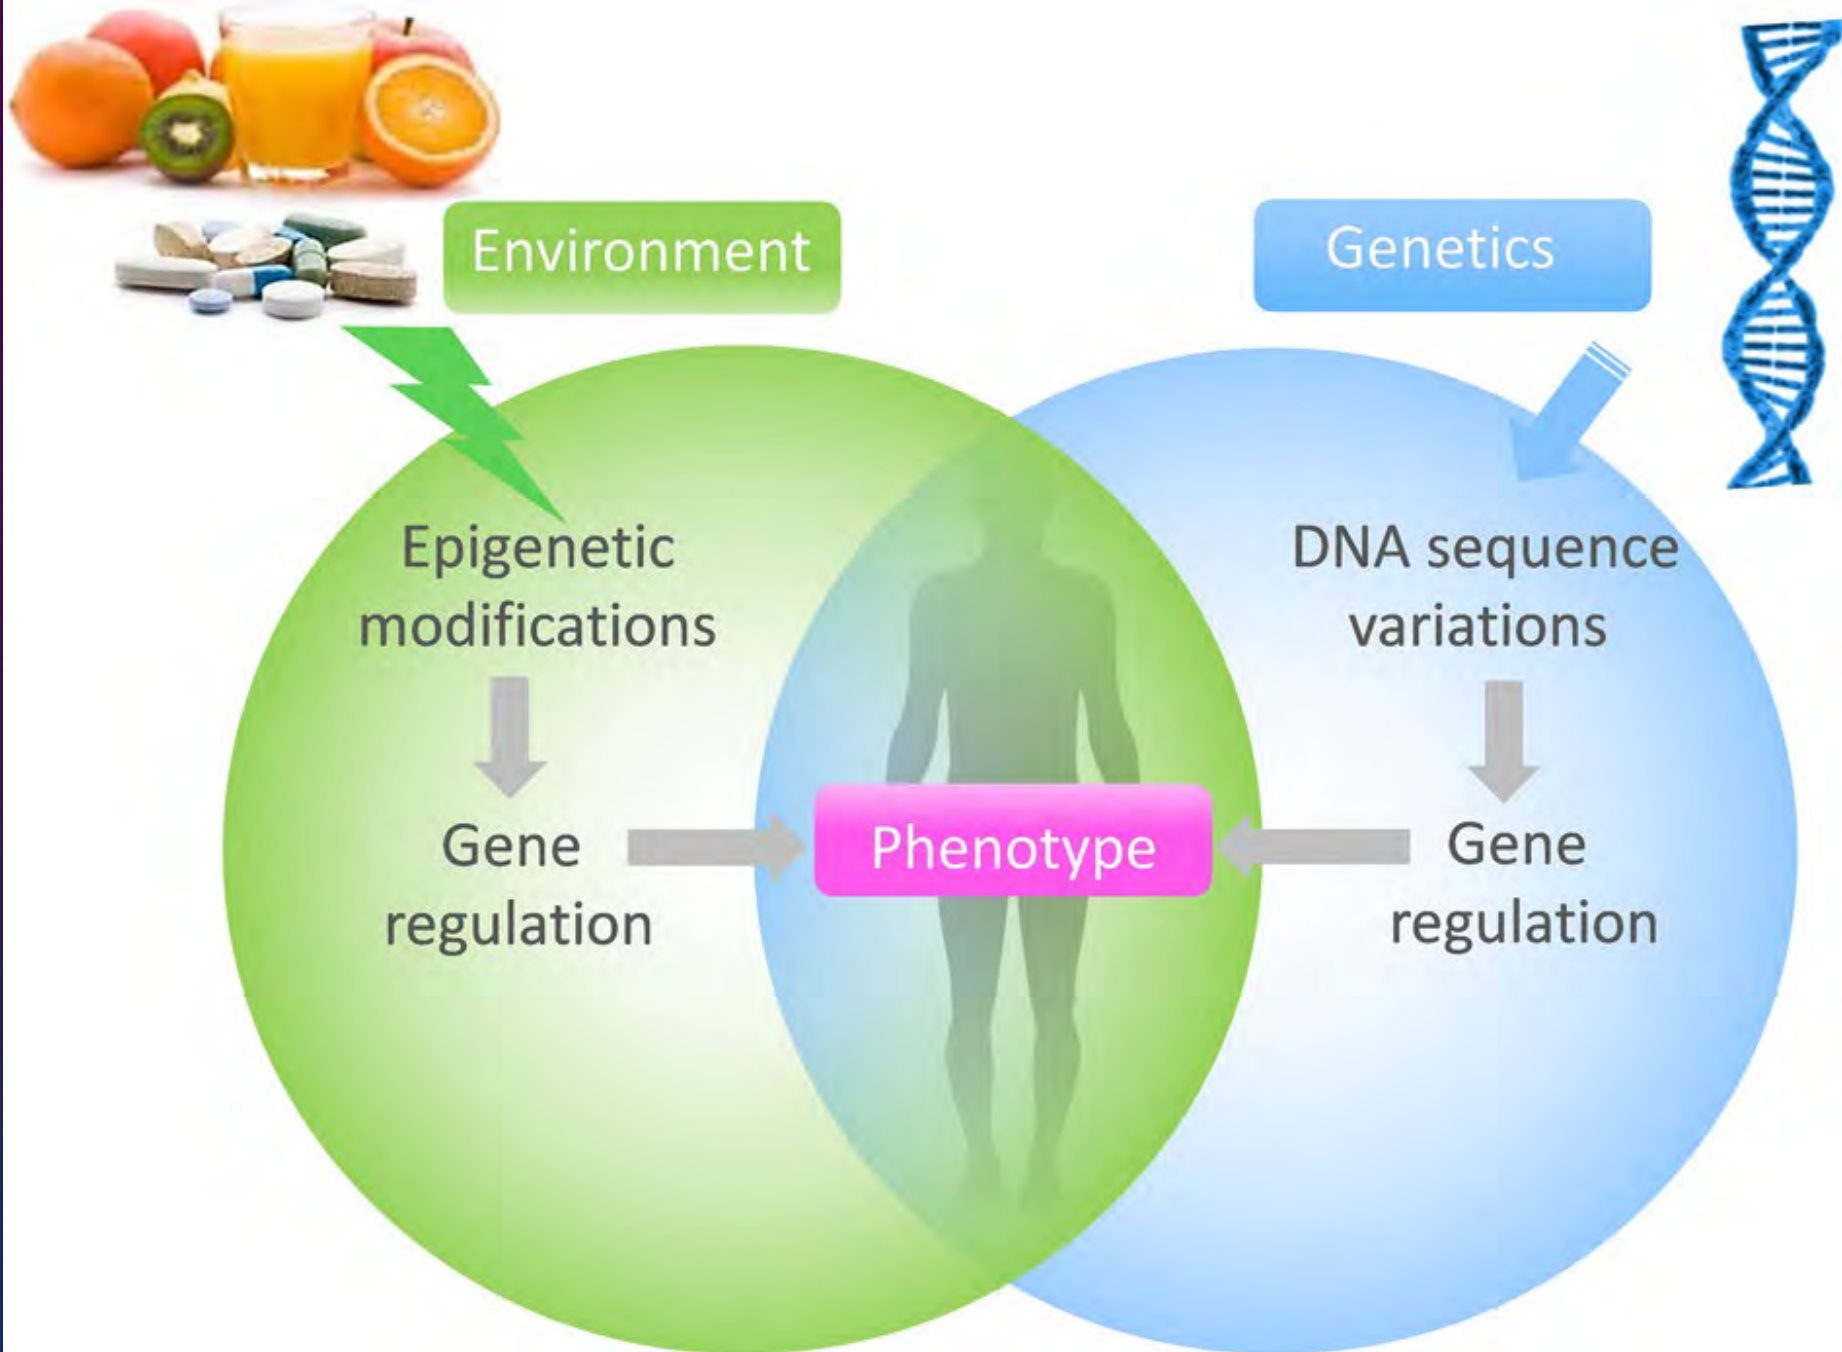 Environment
Genetics
Epigenetic
modifications
DNA sequence
variations
Gene
regulation
Phenotype
Gene
regulation